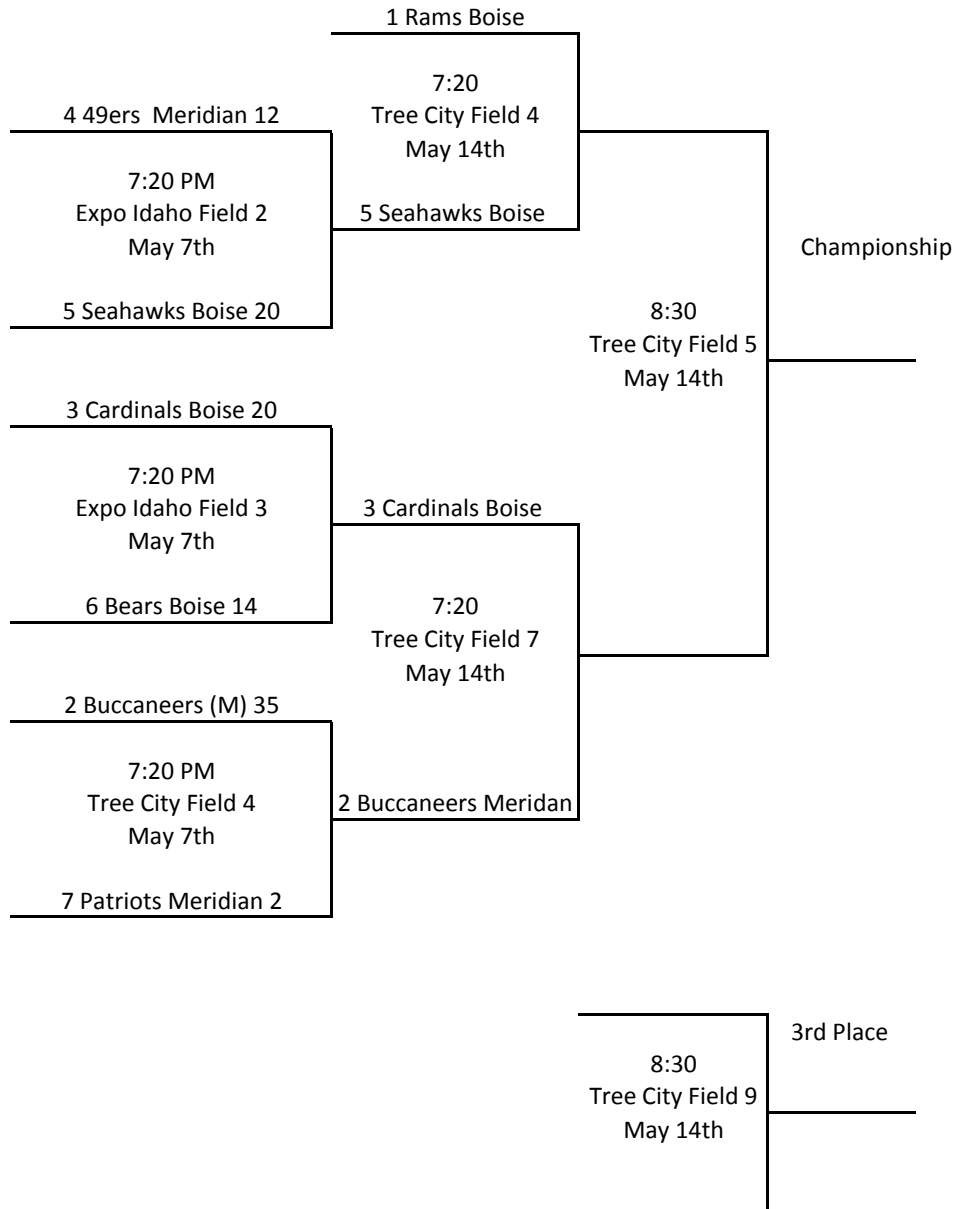 1 Rams Boise
7:20
Tree City Field 4
May 14th
4 49ers  Meridian 12
7:20 PM
Expo Idaho Field 2
May 7th
5 Seahawks Boise
Championship
5 Seahawks Boise 20
8:30
Tree City Field 5
May 14th
3 Cardinals Boise 20
7:20 PM
Expo Idaho Field 3
May 7th
3 Cardinals Boise
6 Bears Boise 14
7:20
Tree City Field 7
May 14th
2 Buccaneers (M) 35
7:20 PM
Tree City Field 4
May 7th
2 Buccaneers Meridan
7 Patriots Meridian 2
3rd Place
8:30
Tree City Field 9
May 14th